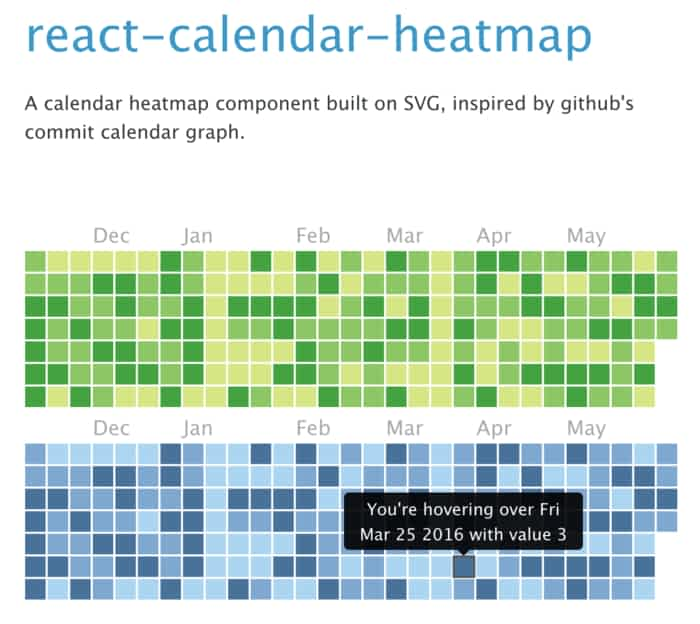 react-calendar-heatmap
A calendar heatmap component built on SVG, inspired by github's
commit calendar graph.
Dec Jan Feb Mar Apr May
Dec Jan Feb Mar Apr May
You're hovering over Fri
Mar 25 2016 with value 3